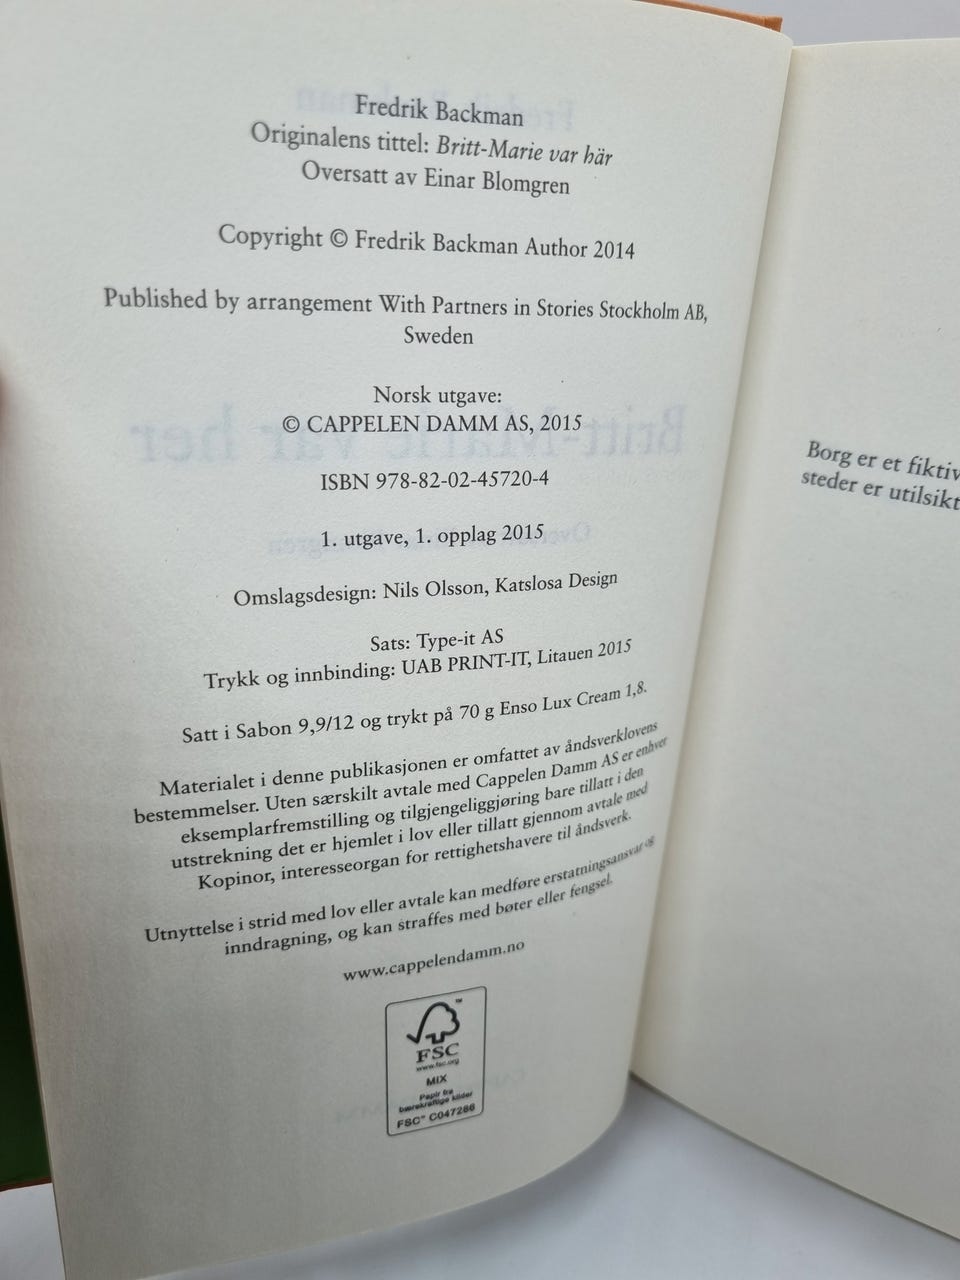 Fredrik Backman
Originalens tittel: Britt-Marie var här
Oversatt av Einar Blomgren
Copyright © Fredrik Backman Author 2014
Published by arrangement With Partners in Stories Stockholm AB,
Sweden
Norsk utgave:
© CAPPELEN DAMM AS, 2015
ISBN 978-82-02-45720-4
1. utgave, 1. opplag 2015
Omslagsdesign: Nils Olsson, Katslosa Design
Sats: Type-it AS
Trykk og innbinding: UAB PRINT-IT, Litauen 2015
Satt i Sabon 9,9/12 og trykt på 70 g Enso Lux Cream 1,8.
Materialet i denne publikasjonen er omfattet av åndsverklovens
bestemmelser. Uten særskilt avtale med Cappelen Damm AS er enhver
eksemplarfremstilling og tilgjengeliggjøring bare tillatt i den
utstrekning det er hjemlet i lov eller tillatt gjennom avtale med
Kopinor, interesseorgan for rettighetshavere til åndsverk.
Utnyttelse i strid med lov eller avtale kan medføre erstatningsansvar og
inndragning, og kan straffes med bøter eller fengsel.
www.cappelendamm.no
FSC
www.fsc.org
MIX
Papir fra
bærekraftige kilder
FSC™ C047286
Borg er et fiktiv
steder er utilsikt